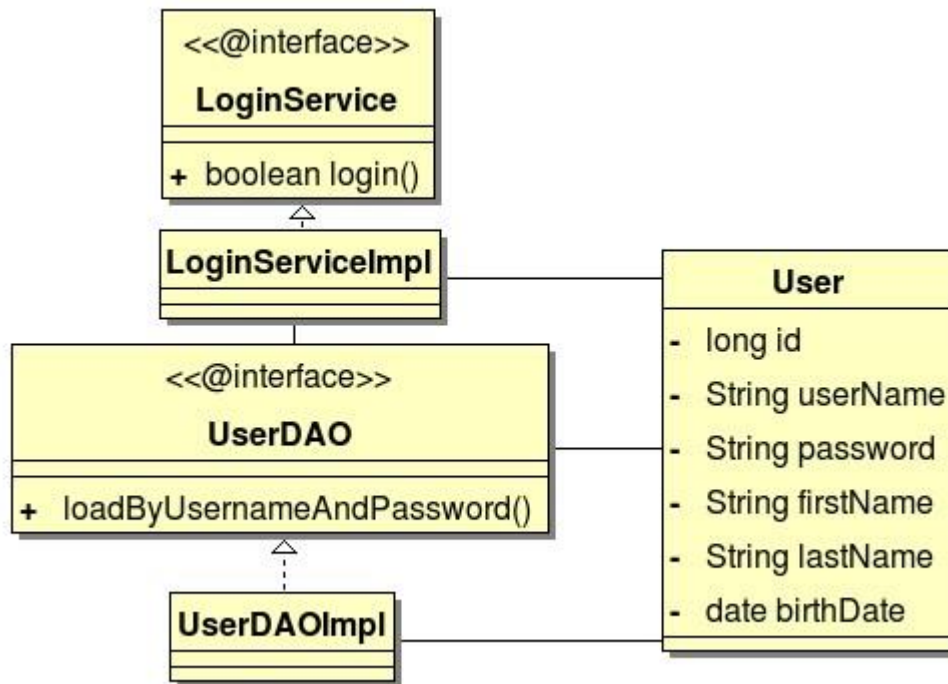 <<@interface>>
LoginService
+ boolean login()
LoginServiceImpl
<<@interface>>
UserDAO
+ loadByUsernameAndPassword()
UserDAOImpl
User
- long id
- String userName
- String password
- String firstName
- String lastName
- date birthDate